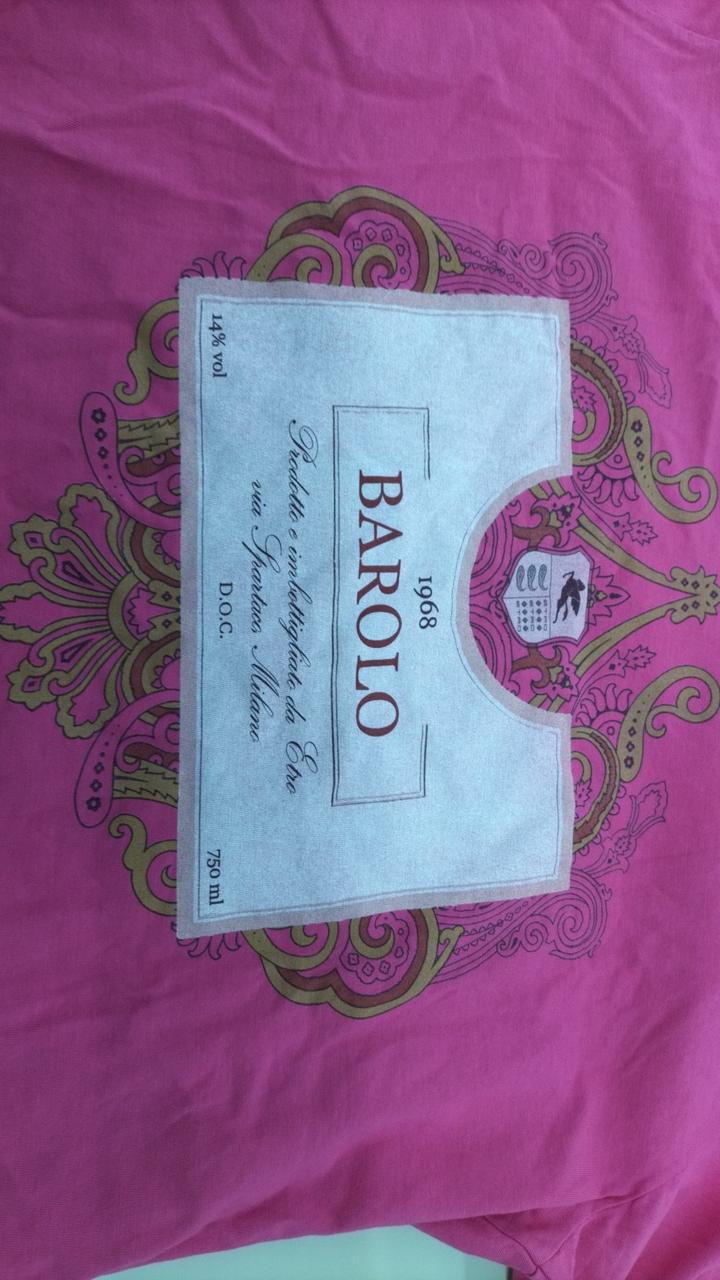 1968
BAROLO
Prodotto e imbottigliato da Etro
via Spartaco, Milano
D.O.C.
14% vol
750 ml